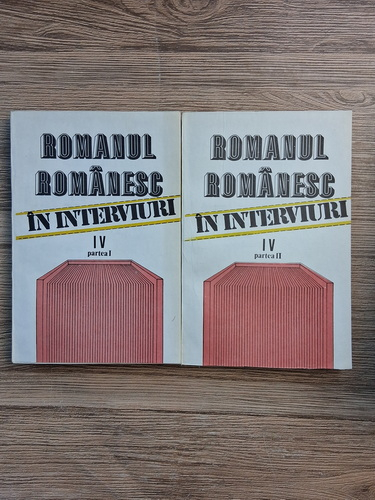 ROMANUL
ROMÂNESC
ÎN INTERVIURI
IV
partea I
ROMANUL
ROMÂNESC
ÎN INTERVIURI
IV
partea II